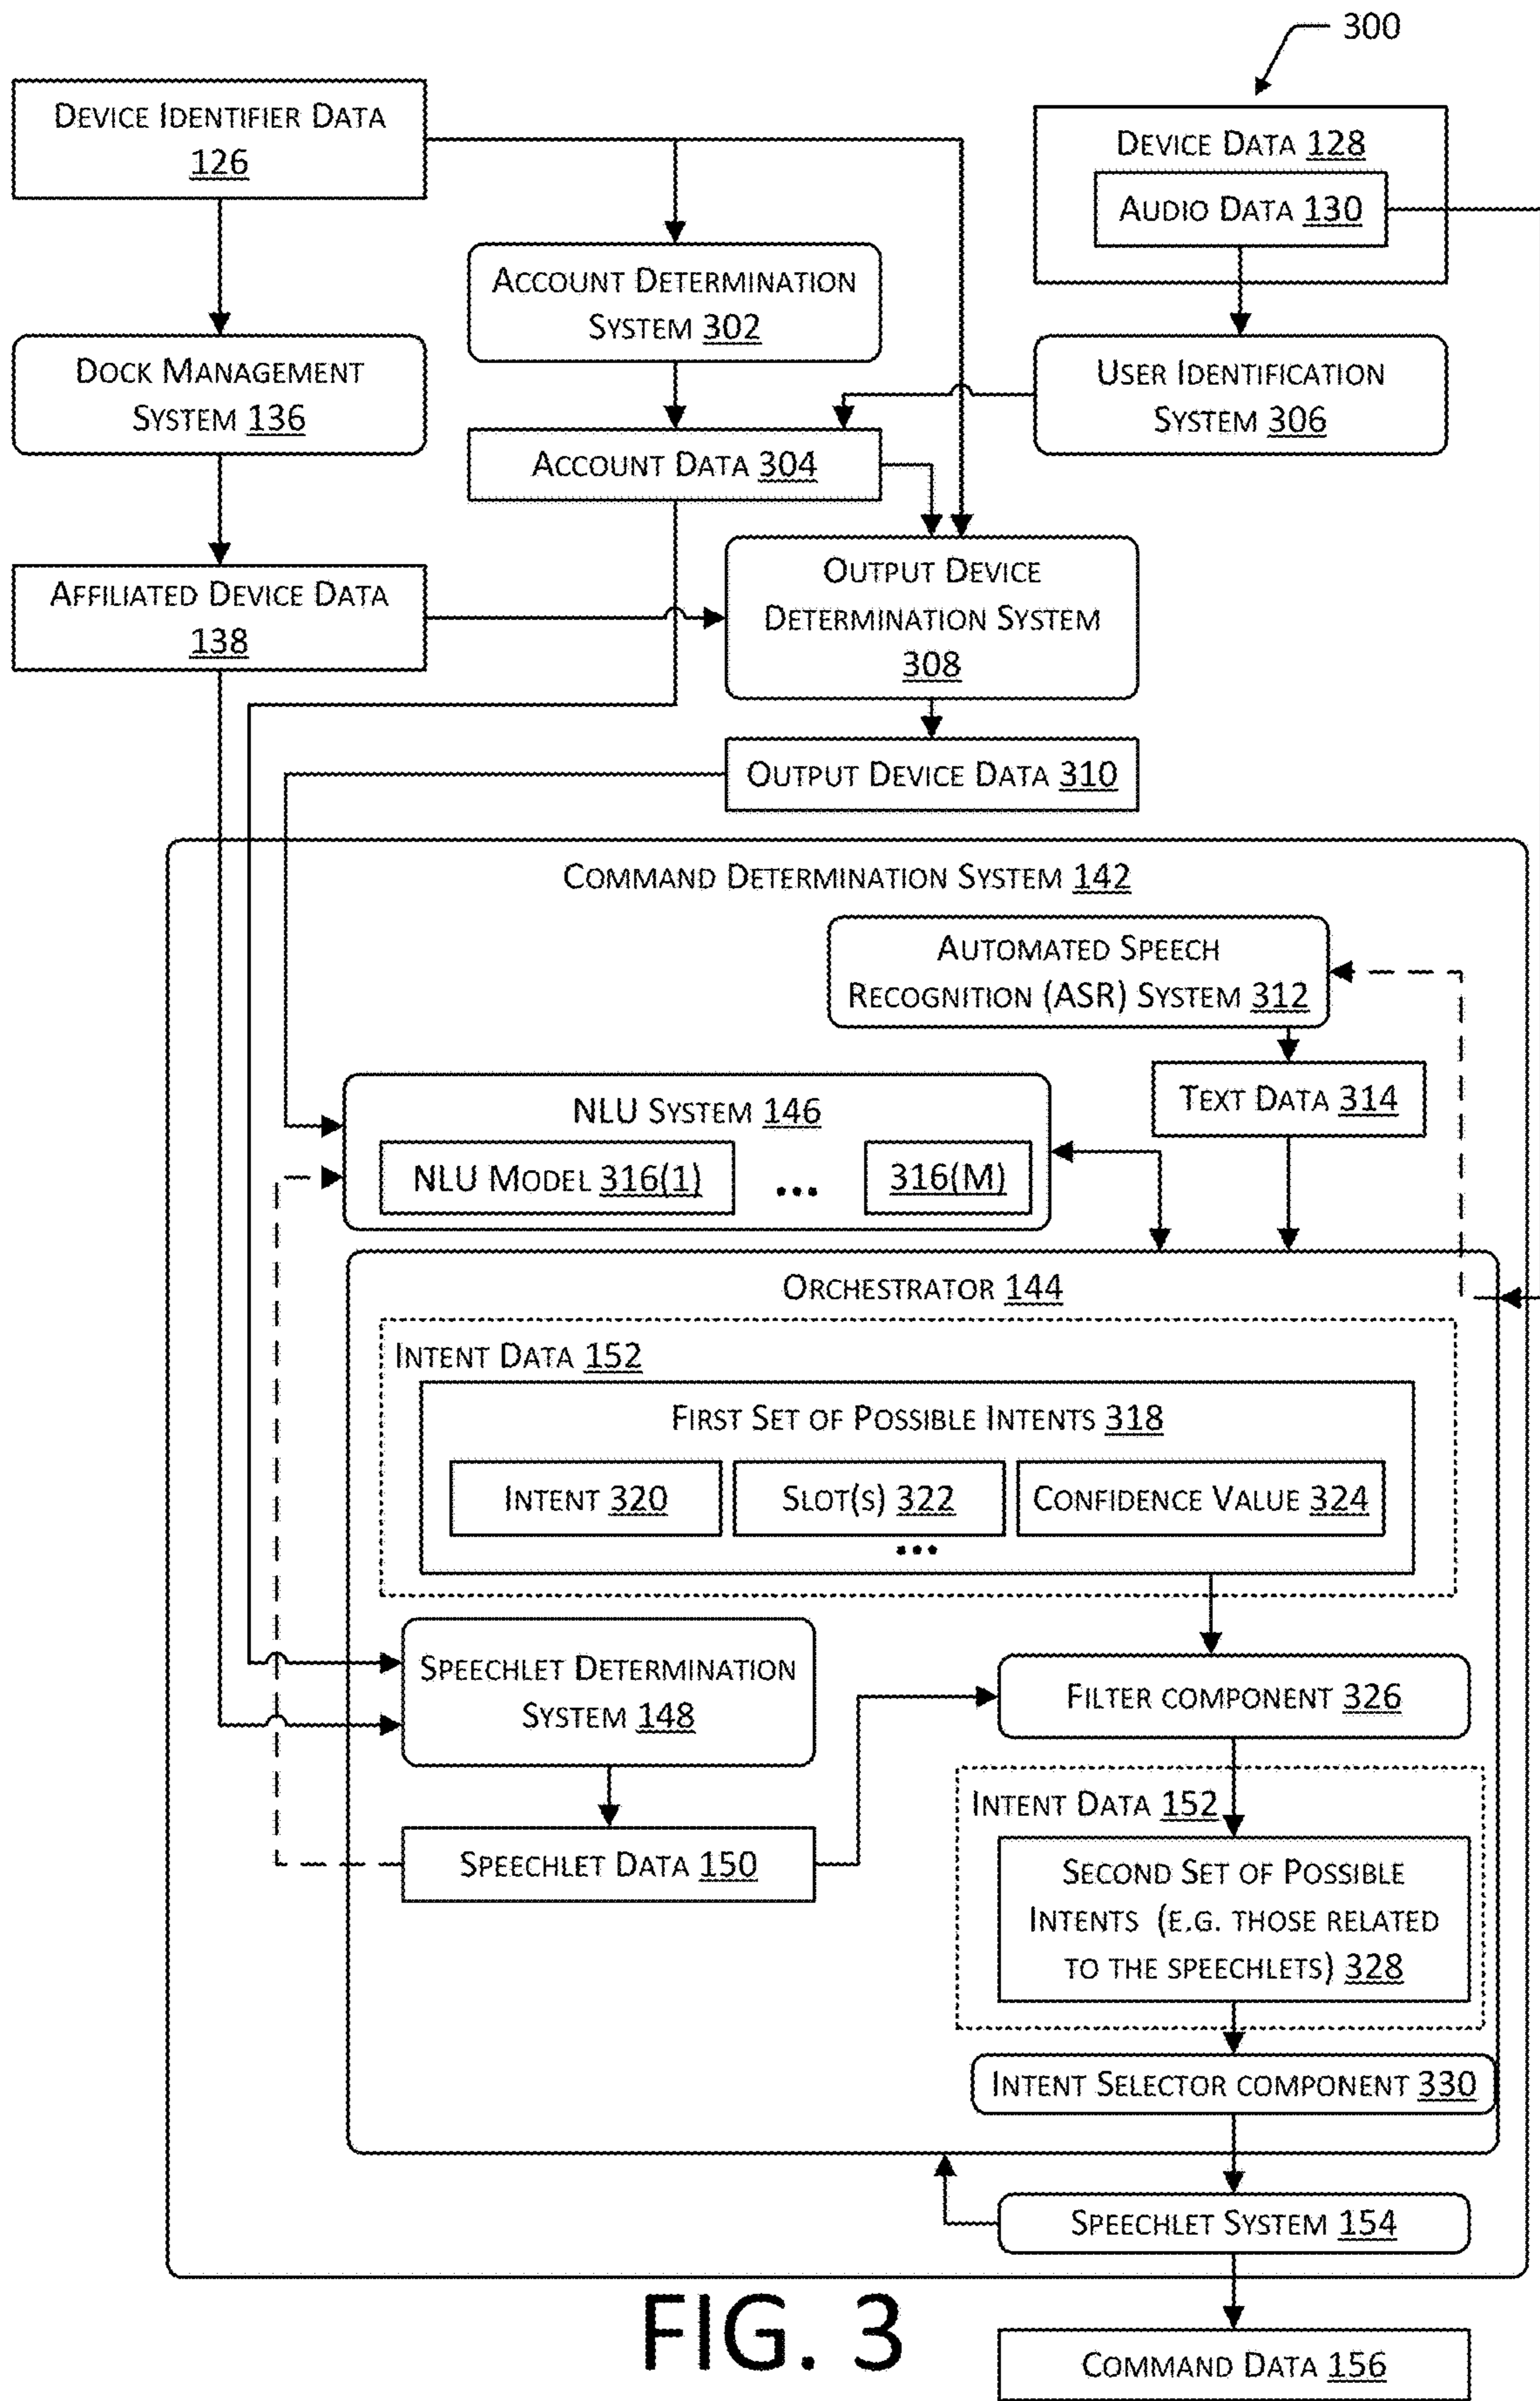 300
DEVICE IDENTIFIER DATA
126
DEVICE DATA 128
AUDIO DATA 130
ACCOUNT DETERMINATION
SYSTEM 302
DOCK MANAGEMENT
SYSTEM 136
USER IDENTIFICATION
SYSTEM 306
ACCOUNT DATA 304
AFFILIATED DEVICE DATA
138
OUTPUT DEVICE
DETERMINATION SYSTEM
308
OUTPUT DEVICE DATA 310
COMMAND DETERMINATION SYSTEM 142
AUTOMATED SPEECH
RECOGNITION (ASR) SYSTEM 312
TEXT DATA 314
NLU SYSTEM 146
NLU MODEL 316(1)
...
316(M)
ORCHESTRATOR 144
INTENT DATA 152
FIRST SET OF POSSIBLE INTENTS 318
INTENT 320
SLOT(S) 322
CONFIDENCE VALUE 324
...
SPEECHLET DETERMINATION
SYSTEM 148
FILTER COMPONENT 326
INTENT DATA 152
SPEECHLET DATA 150
SECOND SET OF POSSIBLE
INTENTS (E.G. THOSE RELATED
TO THE SPEECHLETS) 328
INTENT SELECTOR COMPONENT 330
SPEECHLET SYSTEM 154
FIG. 3
COMMAND DATA 156